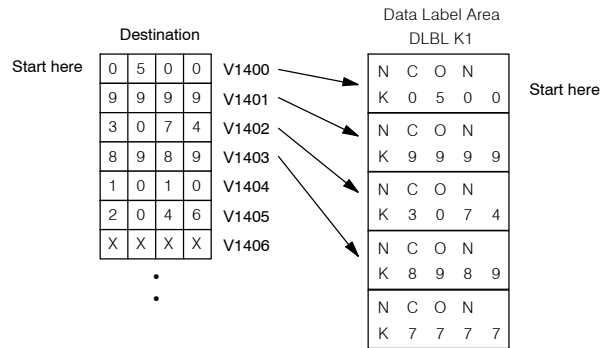 Destination
Start here
0 5 0 0 V1400
9 9 9 9 V1401
3 0 7 4 V1402
8 9 8 9 V1403
1 0 1 0 V1404
2 0 4 6 V1405
X X X X V1406
Data Label Area
DLBL K1
Start here
N C O N
K 0 5 0 0
N C O N
K 9 9 9 9
N C O N
K 3 0 7 4
N C O N
K 8 9 8 9
N C O N
K 7 7 7 7